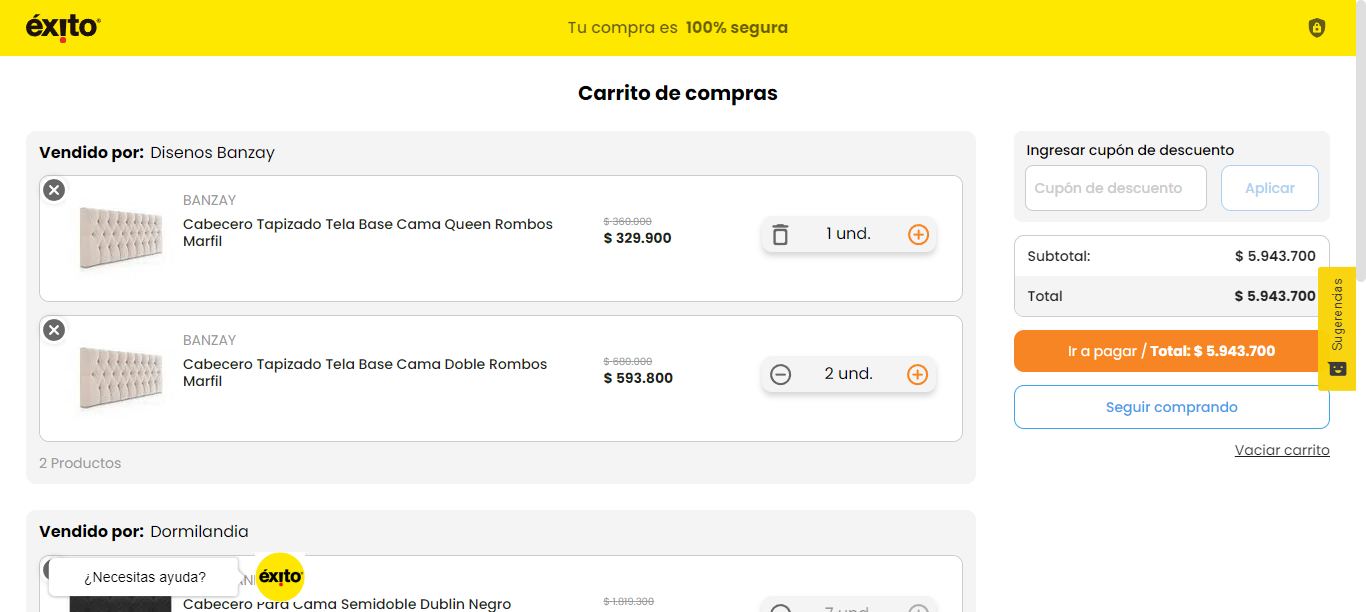 éxito
Tu compra es 100% segura
Carrito de compras
Vendido por: Disenos Banzay
BANZAY
Cabecero Tapizado Tela Base Cama Queen Rombos
Marfil
$ 360.000
$ 329.900
1 und.
BANZAY
Cabecero Tapizado Tela Base Cama Doble Rombos
Marfil
$ 680.000
$ 593.800
2 und.
2 Productos
Vendido por: Dormilandia
¿Necesitas ayuda?
éxito
Cabecero Para Cama Semidoble Dublin Negro
$ 1.819.300
7 und.
Ingresar cupón de descuento
Cupón de descuento
Aplicar
Subtotal: $ 5.943.700
Total $ 5.943.700
Ir a pagar / Total: $ 5.943.700
Seguir comprando
Vaciar carrito
Sugerendas